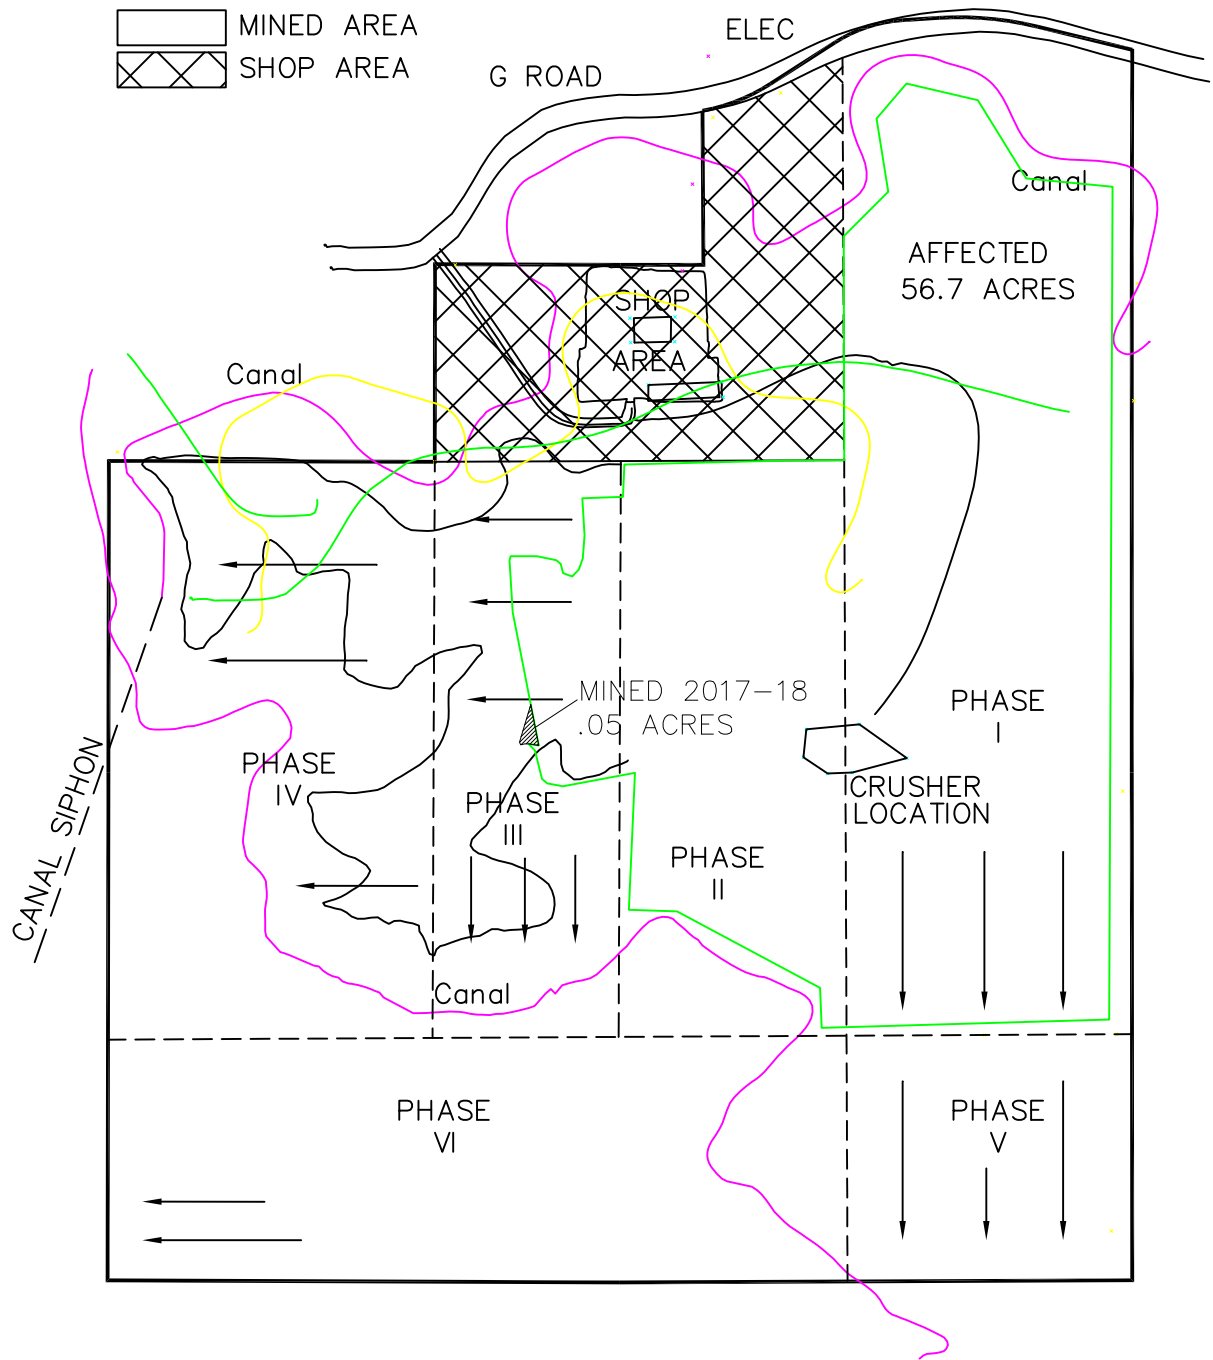 MINED AREA
SHOP AREA
ELEC
G ROAD
Canal
AFFECTED
56.7 ACRES
SHOP
AREA
Canal
MINED 2017-18
.05 ACRES
PHASE
I
PHASE
IV
CRUSHER
LOCATION
PHASE
III
PHASE
II
CANAL SIPHON
Canal
PHASE
VI
PHASE
V